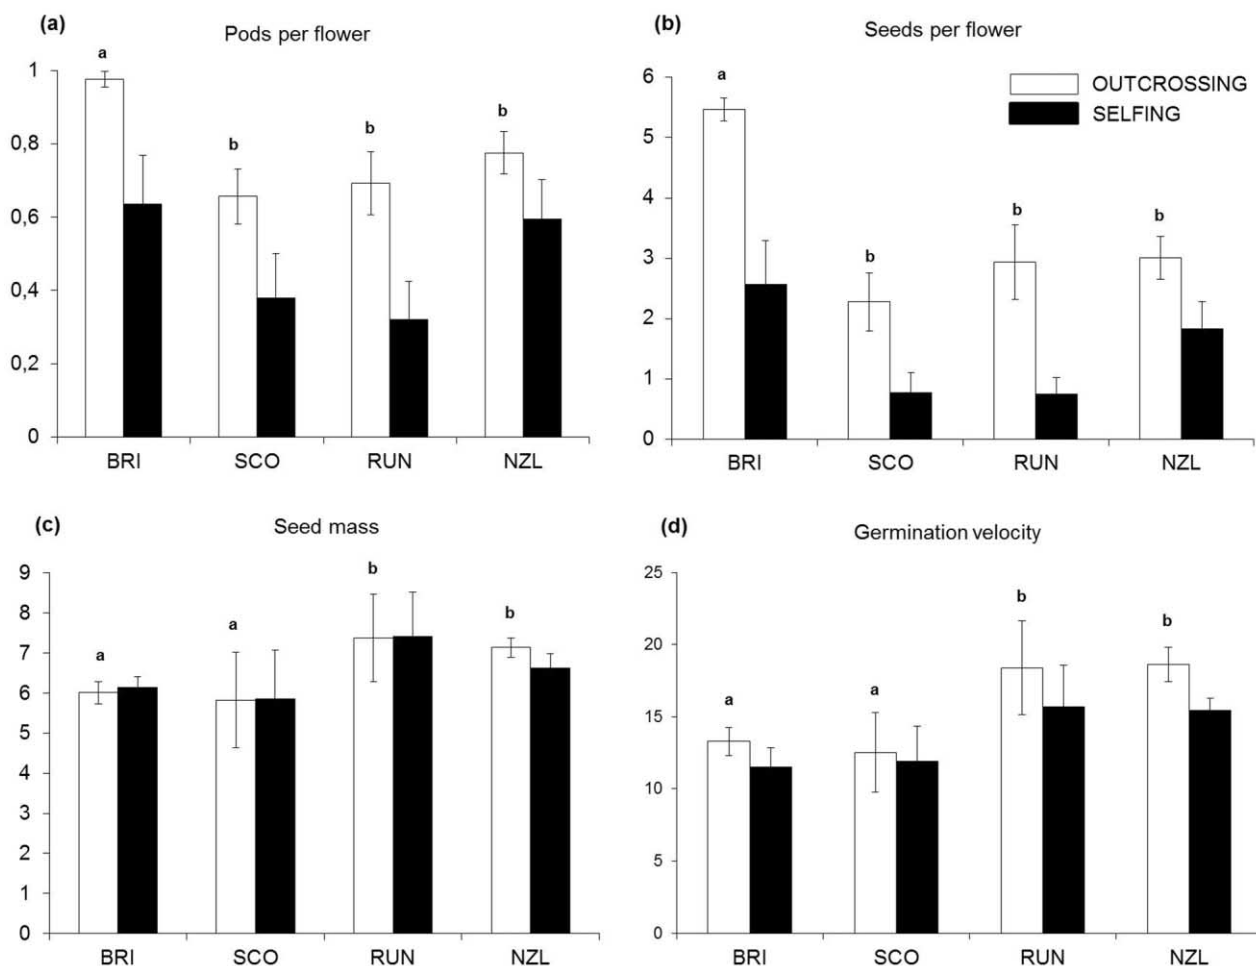 (a)
Pods per flower
a
b
b
b
1
0,8
0,6
0,4
0,2
0
BRI SCO RUN NZL
(b)
Seeds per flower
OUTCROSSING
SELFING
a
b
b
b
6
5
4
3
2
1
0
BRI SCO RUN NZL
(c)
Seed mass
a
a
b
b
9
8
7
6
5
4
3
2
1
0
BRI SCO RUN NZL
(d)
Germination velocity
a
a
b
b
25
20
15
10
5
0
BRI SCO RUN NZL